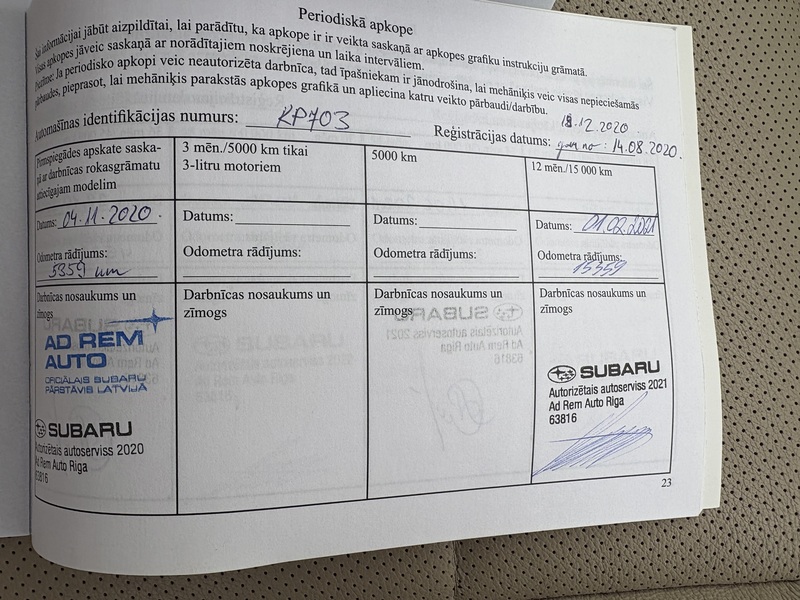 Periodiskā apkope
informācijai jābūt aizpildītai, lai parādītu, ka apkope ir ir veikta saskaņā ar apkopes grafiku instrukciju grāmatā.
Visas apkopes jāveic saskaņā ar norādītajiem noskrējiena un laika intervāliem.
Ja periodisko apkopi veic neautorizēta darbnīca, tad īpašniekam ir jānodrošina, lai mehāniķis veic visas nepieciešamās
pārbaudes, pieprasot, lai mehāniķis parakstās apkopes grafikā un apliecina katru veikto pārbaudi/darbību.
Automašīnas identifikācijas numurs: KP703
18.12.2020.
Reģistrācijas datums: 14.08.2020.
Pirmspiegādes apskate saska-
ņā ar darbnīcas rokasgrāmatu
attiecīgajam modelim
3 mēn./5000 km tikai
3-litru motoriem
5000 km
12 mēn./15 000 km
Datums: 04.11.2020.
Datums:
Datums:
Datums: 01.02.2021
Odometra rādījums:
5359 km
Odometra rādījums:
Odometra rādījums:
Odometra rādījums:
15359
Darbnīcas nosaukums un
zīmogs
Darbnīcas nosaukums un
zīmogs
Darbnīcas nosaukums un
zīmogs
Darbnīcas nosaukums un
zīmogs
AD REM
AUTO
OFICIĀLAIS SUBARU
PĀRSTĀVIS LATVIJĀ
SUBARU
Autorizētais autoserviss 2020
Ad Rem Auto Riga
63816
SUBARU
Autorizētais autoserviss 2021
Ad Rem Auto Riga
63816
23